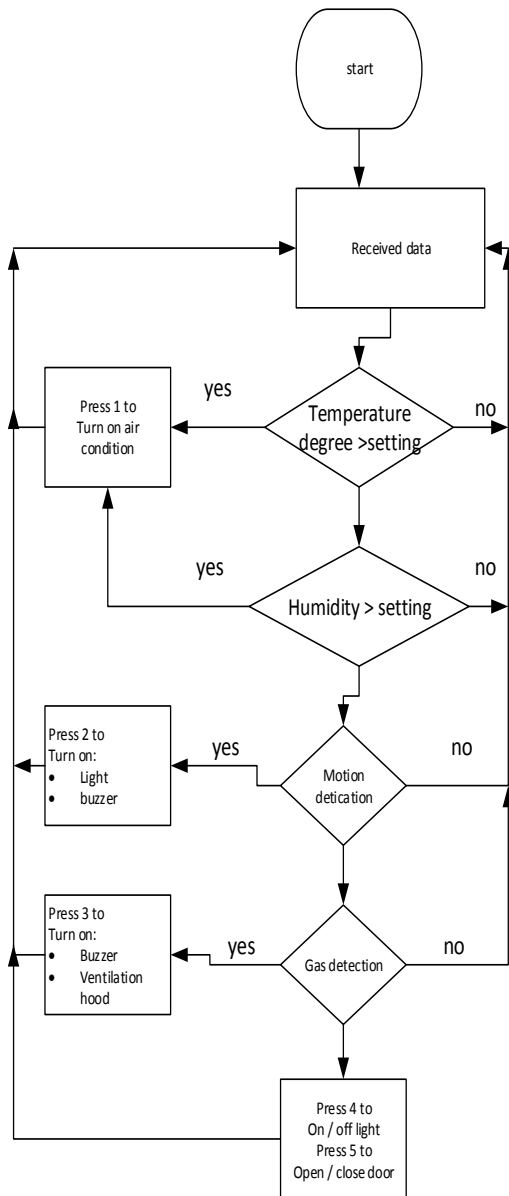 start
Received data
yes
Press 1 to
Turn on air
condition
Temperature
degree >setting
no
yes
Humidity > setting
no
Press 2 to
Turn on:
• Light
• buzzer
yes
Motion
detication
no
Press 3 to
Turn on:
• Buzzer
• Ventilation
hood
yes
Gas detection
no
Press 4 to
On / off light
Press 5 to
Open / close door